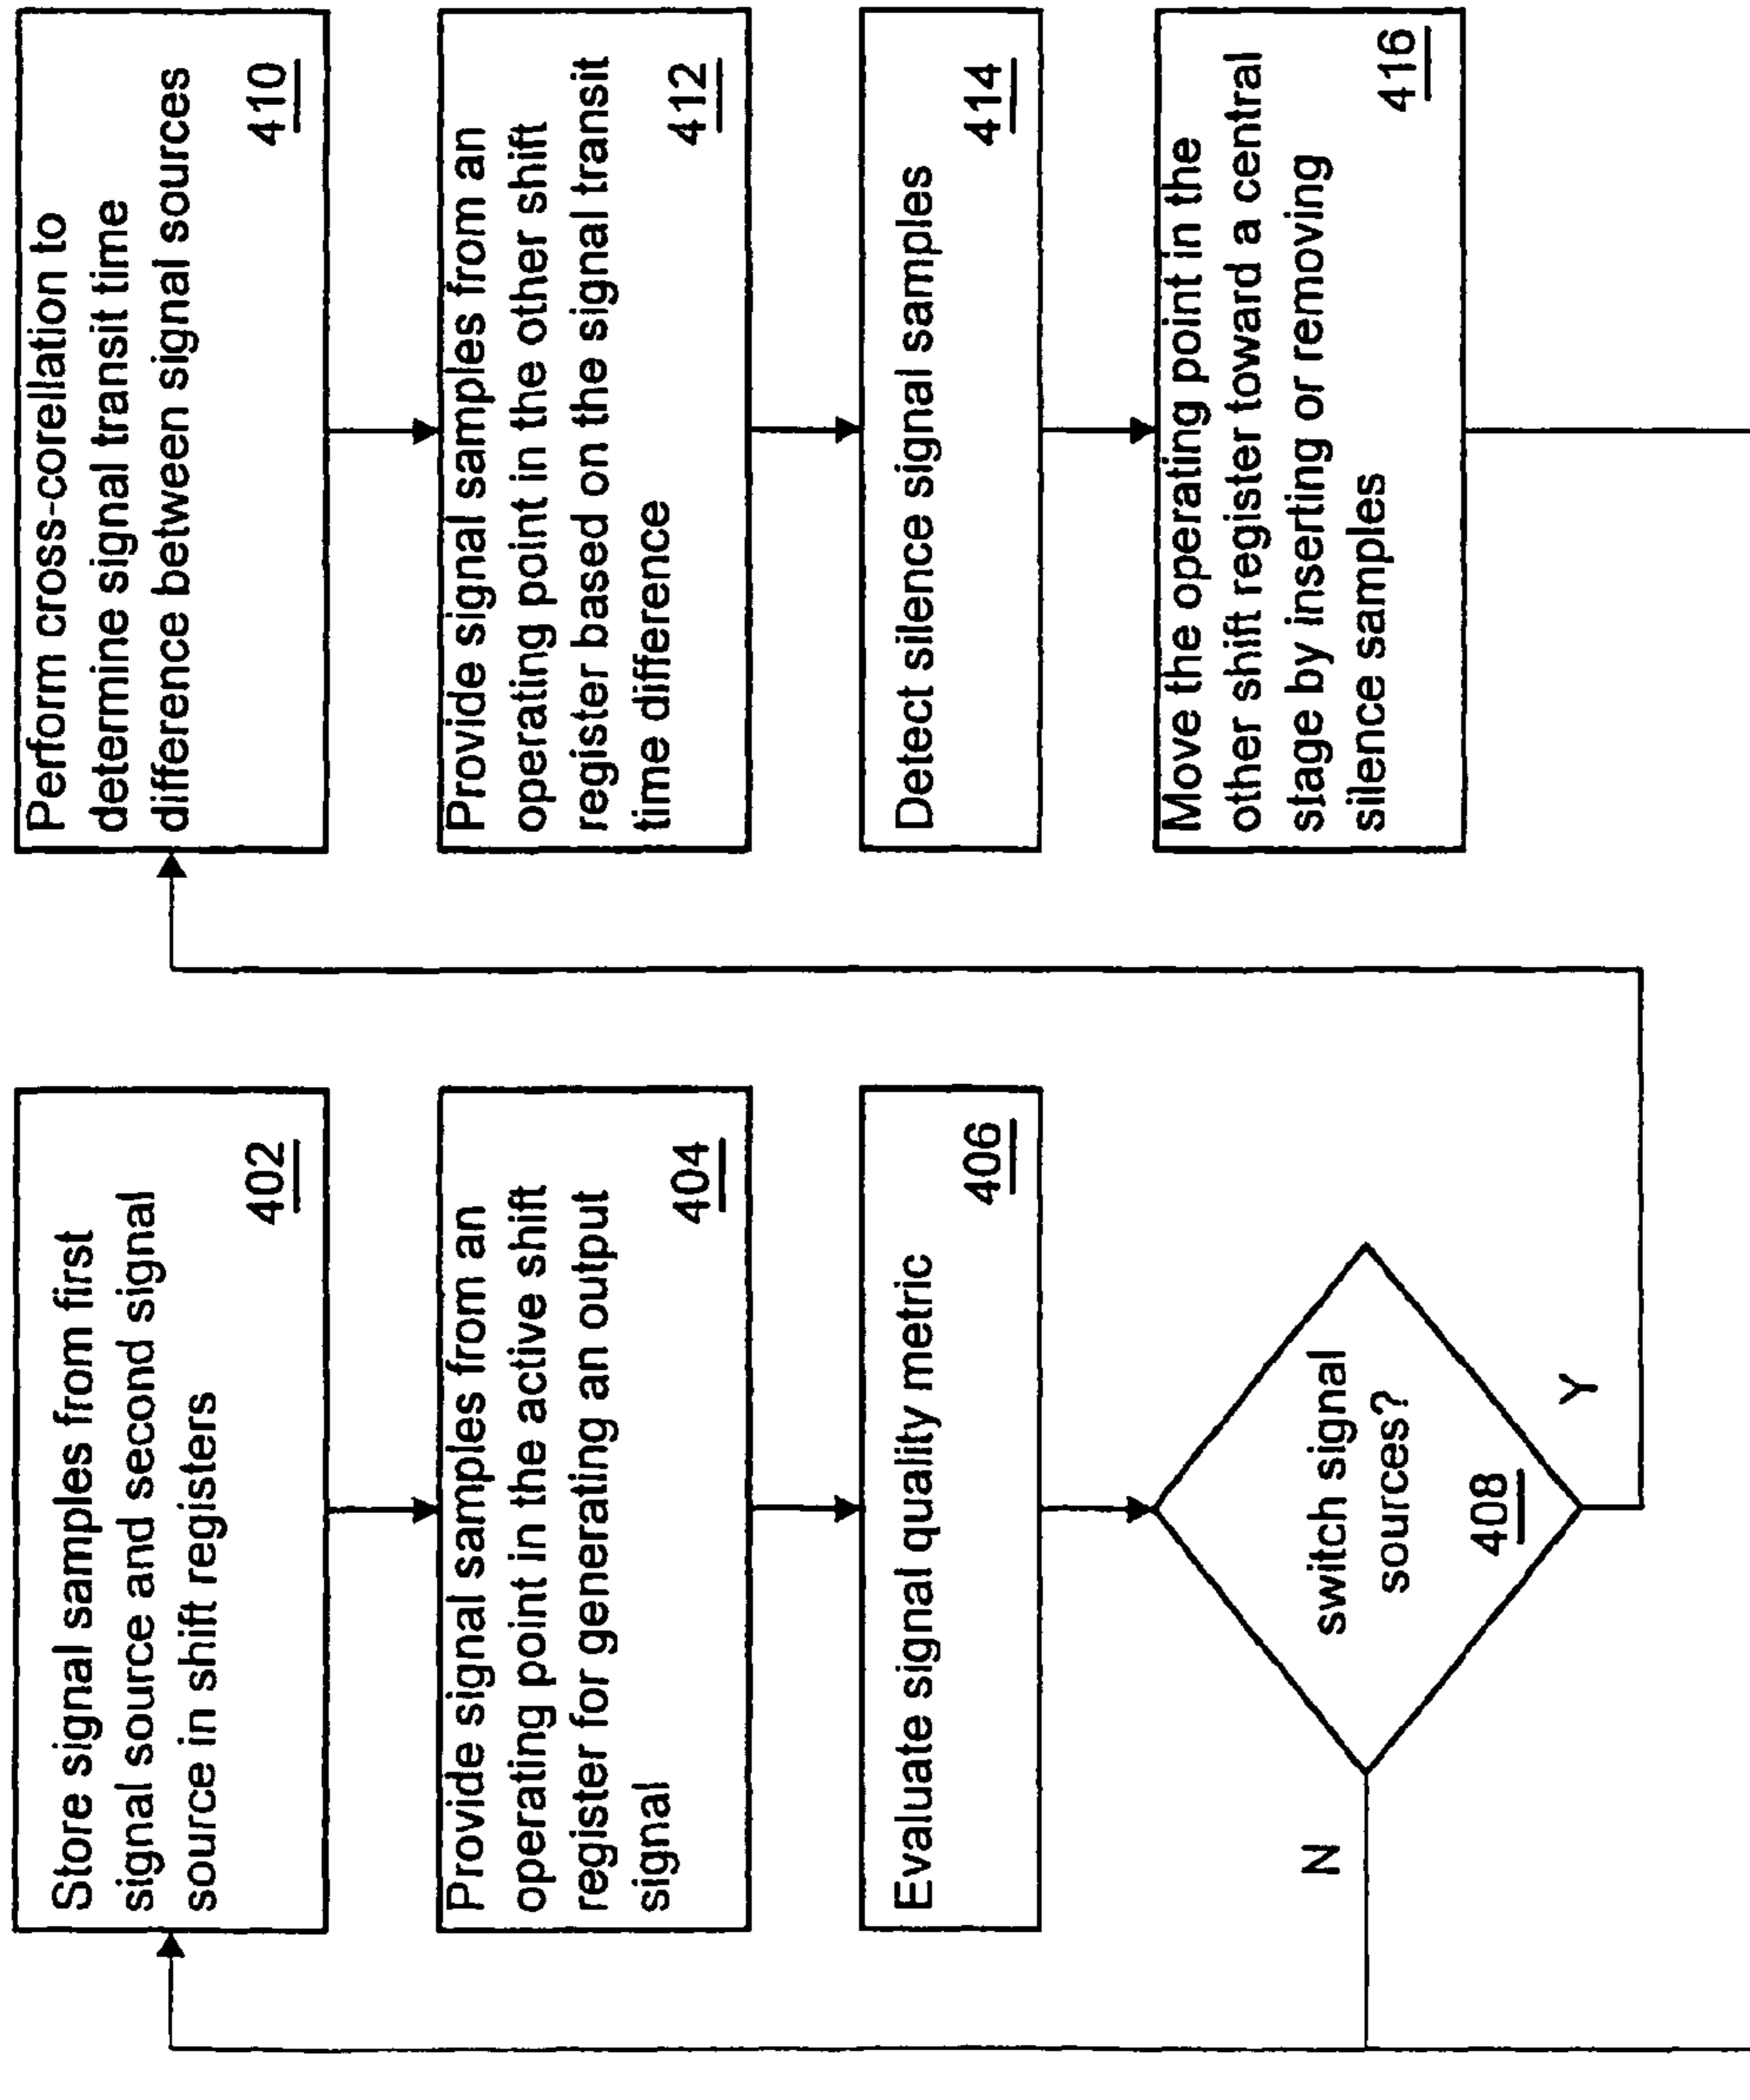 Store signal samples from first
signal source and second signal
source in shift registers
402
Provide signal samples from an
operating point in the active shift
register for generating an output
signal
404
Evaluate signal quality metric
406
switch signal
sources?
408
N
Y
Perform cross-corellation to
determine signal transit time
difference between signal sources
410
Provide signal samples from an
operating point in the other shift
register based on the signal transit
time difference
412
Detect silence signal samples
414
Move the operating point in the
other shift register toward a central
stage by inserting or removing
silence samples
416